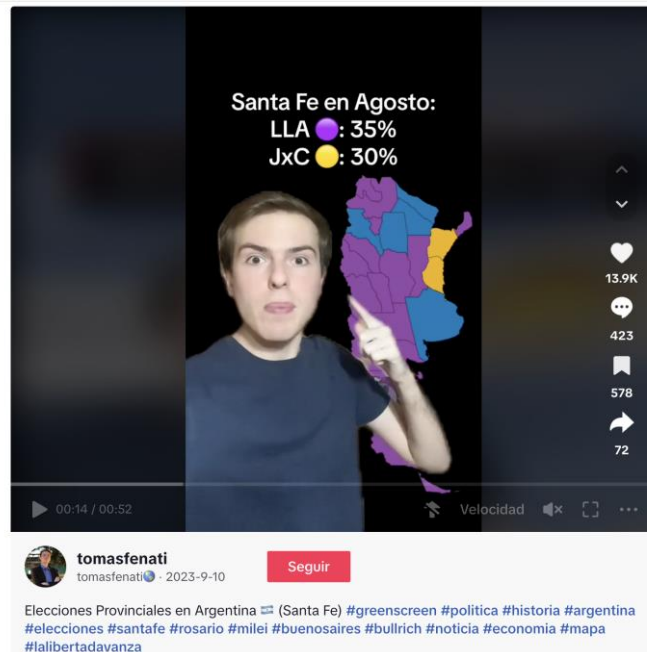 Santa Fe en Agosto:
LLA 🟣: 35%
JxC 🟡: 30%
13.9K
423
578
72
00:14 / 00:52
Velocidad
tomasfenati
tomasfenati🌎 · 2023-9-10
Seguir
Elecciones Provinciales en Argentina 🇦🇷 (Santa Fe) #greenscreen #politica #historia #argentina
#elecciones #santafe #rosario #milei #buenosaires #bullrich #noticia #economia #mapa
#lalibertadavanza